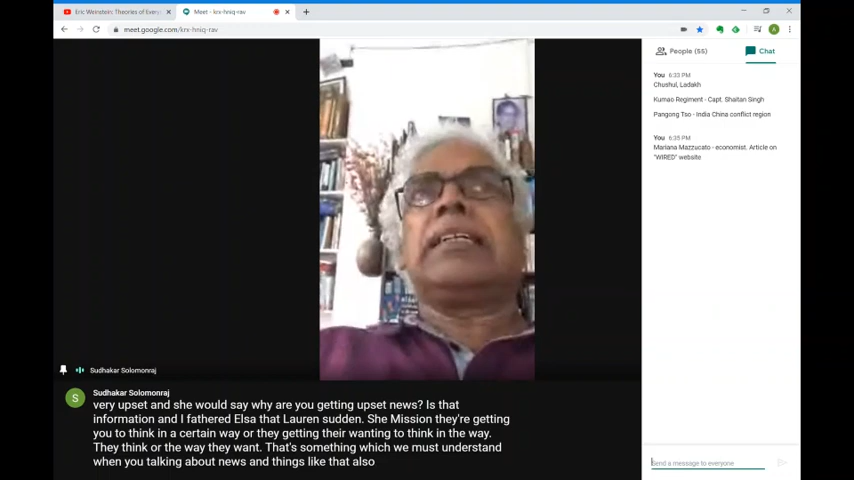 Eric Weinstein: Theories of Every
Meet - krv-hniq-rav
meet.google.com/krv-hniq-rav
A
People (55)
Chat
You 6:33 PM
Chushul, Ladakh
Kumao Regiment - Capt. Shaitan Singh
Pangong Tao - India China conflict region
You 6:35 PM
Mariana Mazzucato - economist. Article on
"WIRED" website
Sudhakar Solomonraj
S
Sudhakar Solomonraj
very upset and she would say why are you getting upset news? Is that
information and I fathered Elsa that Lauren sudden. She Mission they're getting
you to think in a certain way or they getting their wanting to think in the way.
They think or the way they want. That's something which we must understand
when you talking about news and things like that also
Send a message to everyone